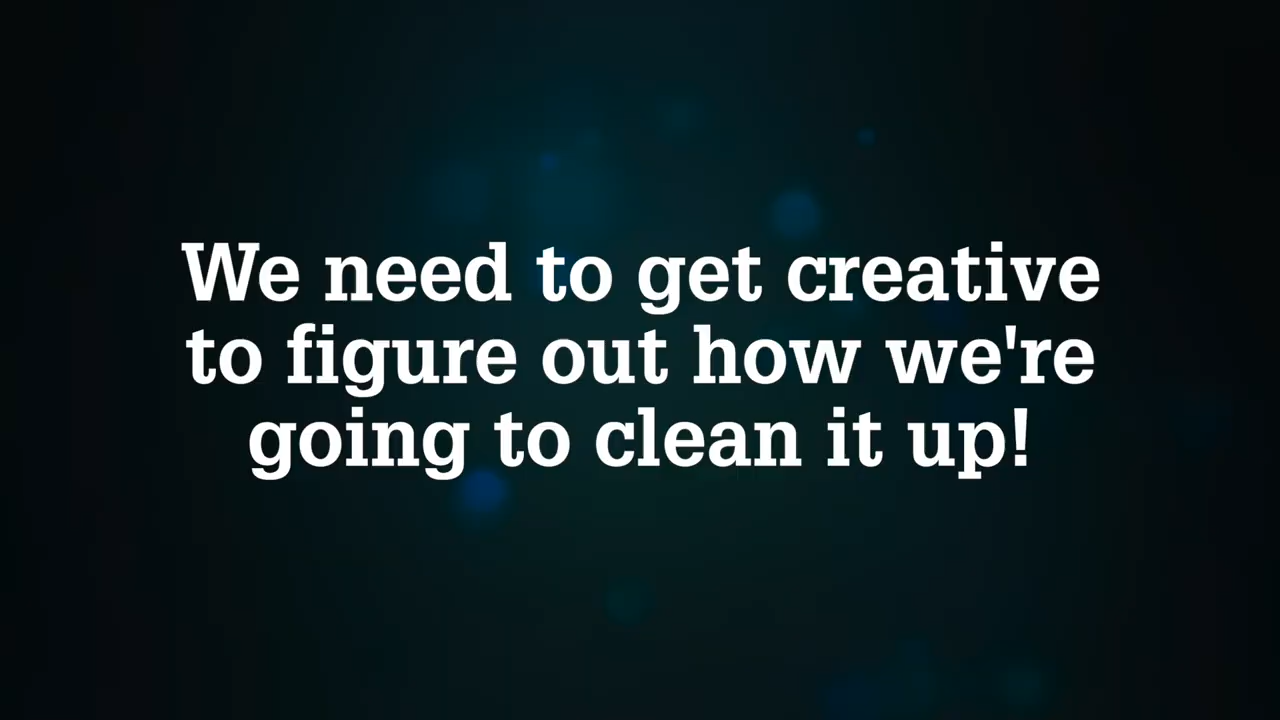 We need to get creative
to figure out how we're
going to clean it up!